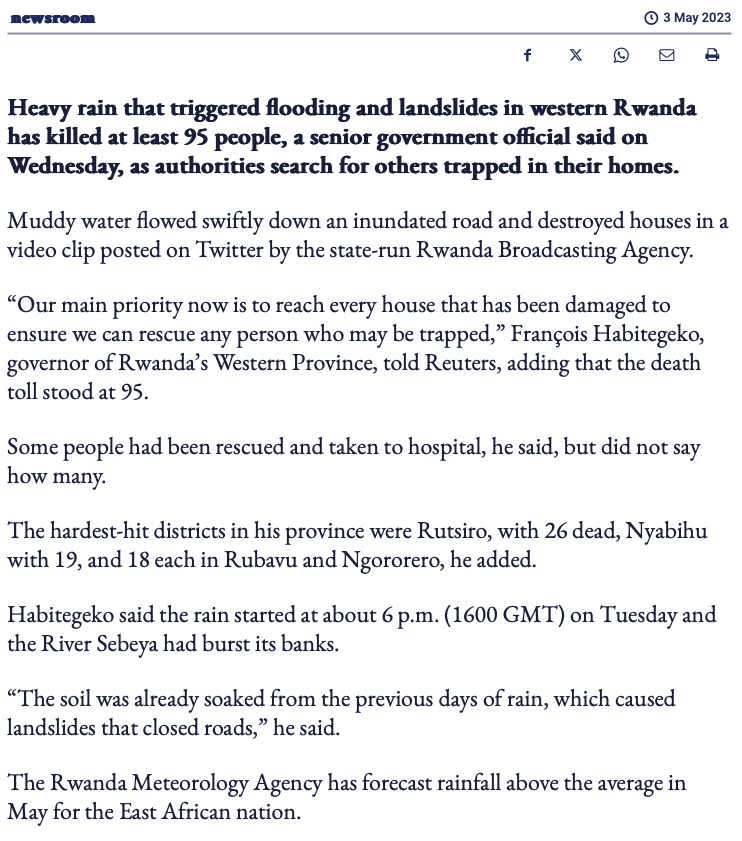 newsroom
3 May 2023
Heavy rain that triggered flooding and landslides in western Rwanda
has killed at least 95 people, a senior government official said on
Wednesday, as authorities search for others trapped in their homes.
Muddy water flowed swiftly down an inundated road and destroyed houses in a
video clip posted on Twitter by the state-run Rwanda Broadcasting Agency.
“Our main priority now is to reach every house that has been damaged to
ensure we can rescue any person who may be trapped,” François Habitegeko,
governor of Rwanda’s Western Province, told Reuters, adding that the death
toll stood at 95.
Some people had been rescued and taken to hospital, he said, but did not say
how many.
The hardest-hit districts in his province were Rutsiro, with 26 dead, Nyabihu
with 19, and 18 each in Rubavu and Ngororero, he added.
Habitegeko said the rain started at about 6 p.m. (1600 GMT) on Tuesday and
the River Sebeya had burst its banks.
“The soil was already soaked from the previous days of rain, which caused
landslides that closed roads,” he said.
The Rwanda Meteorology Agency has forecast rainfall above the average in
May for the East African nation.